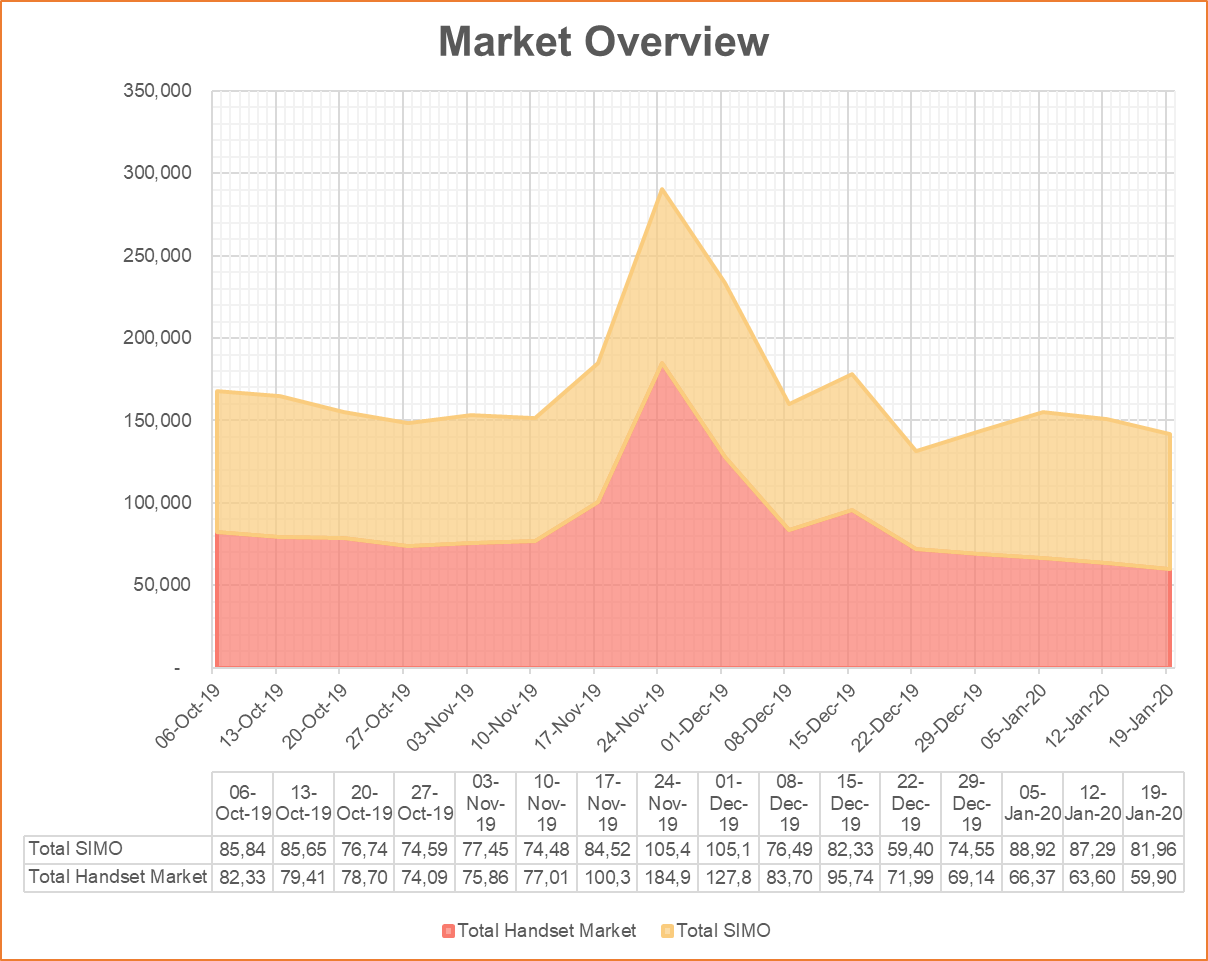 Market Overview
350,000
300,000
250,000
200,000
150,000
100,000
50,000
-
06-Oct-19 13-Oct-19 20-Oct-19 27-Oct-19 03-Nov-19 10-Nov-19 17-Nov-19 24-Nov-19 01-Dec-19 08-Dec-19 15-Dec-19 22-Dec-19 29-Dec-19 05-Jan-20 12-Jan-20 19-Jan-20
03- 10- 17- 24- 01- 08- 15- 22- 29-
06- 13- 20- 27- Nov- Nov- Nov- Nov- Dec- Dec- Dec- Dec- Dec- 05- 12- 19-
Oct-19 Oct-19 Oct-19 Oct-19 19 19 19 19 19 19 19 19 19 Jan-20 Jan-20 Jan-20
Total SIMO 85,84 85,65 76,74 74,59 77,45 74,48 84,52 105,4 105,1 76,49 82,33 59,40 74,55 88,92 87,29 81,96
Total Handset Market 82,33 79,41 78,70 74,09 75,86 77,01 100,3 184,9 127,8 83,70 95,74 71,99 69,14 66,37 63,60 59,90
Total Handset Market Total SIMO